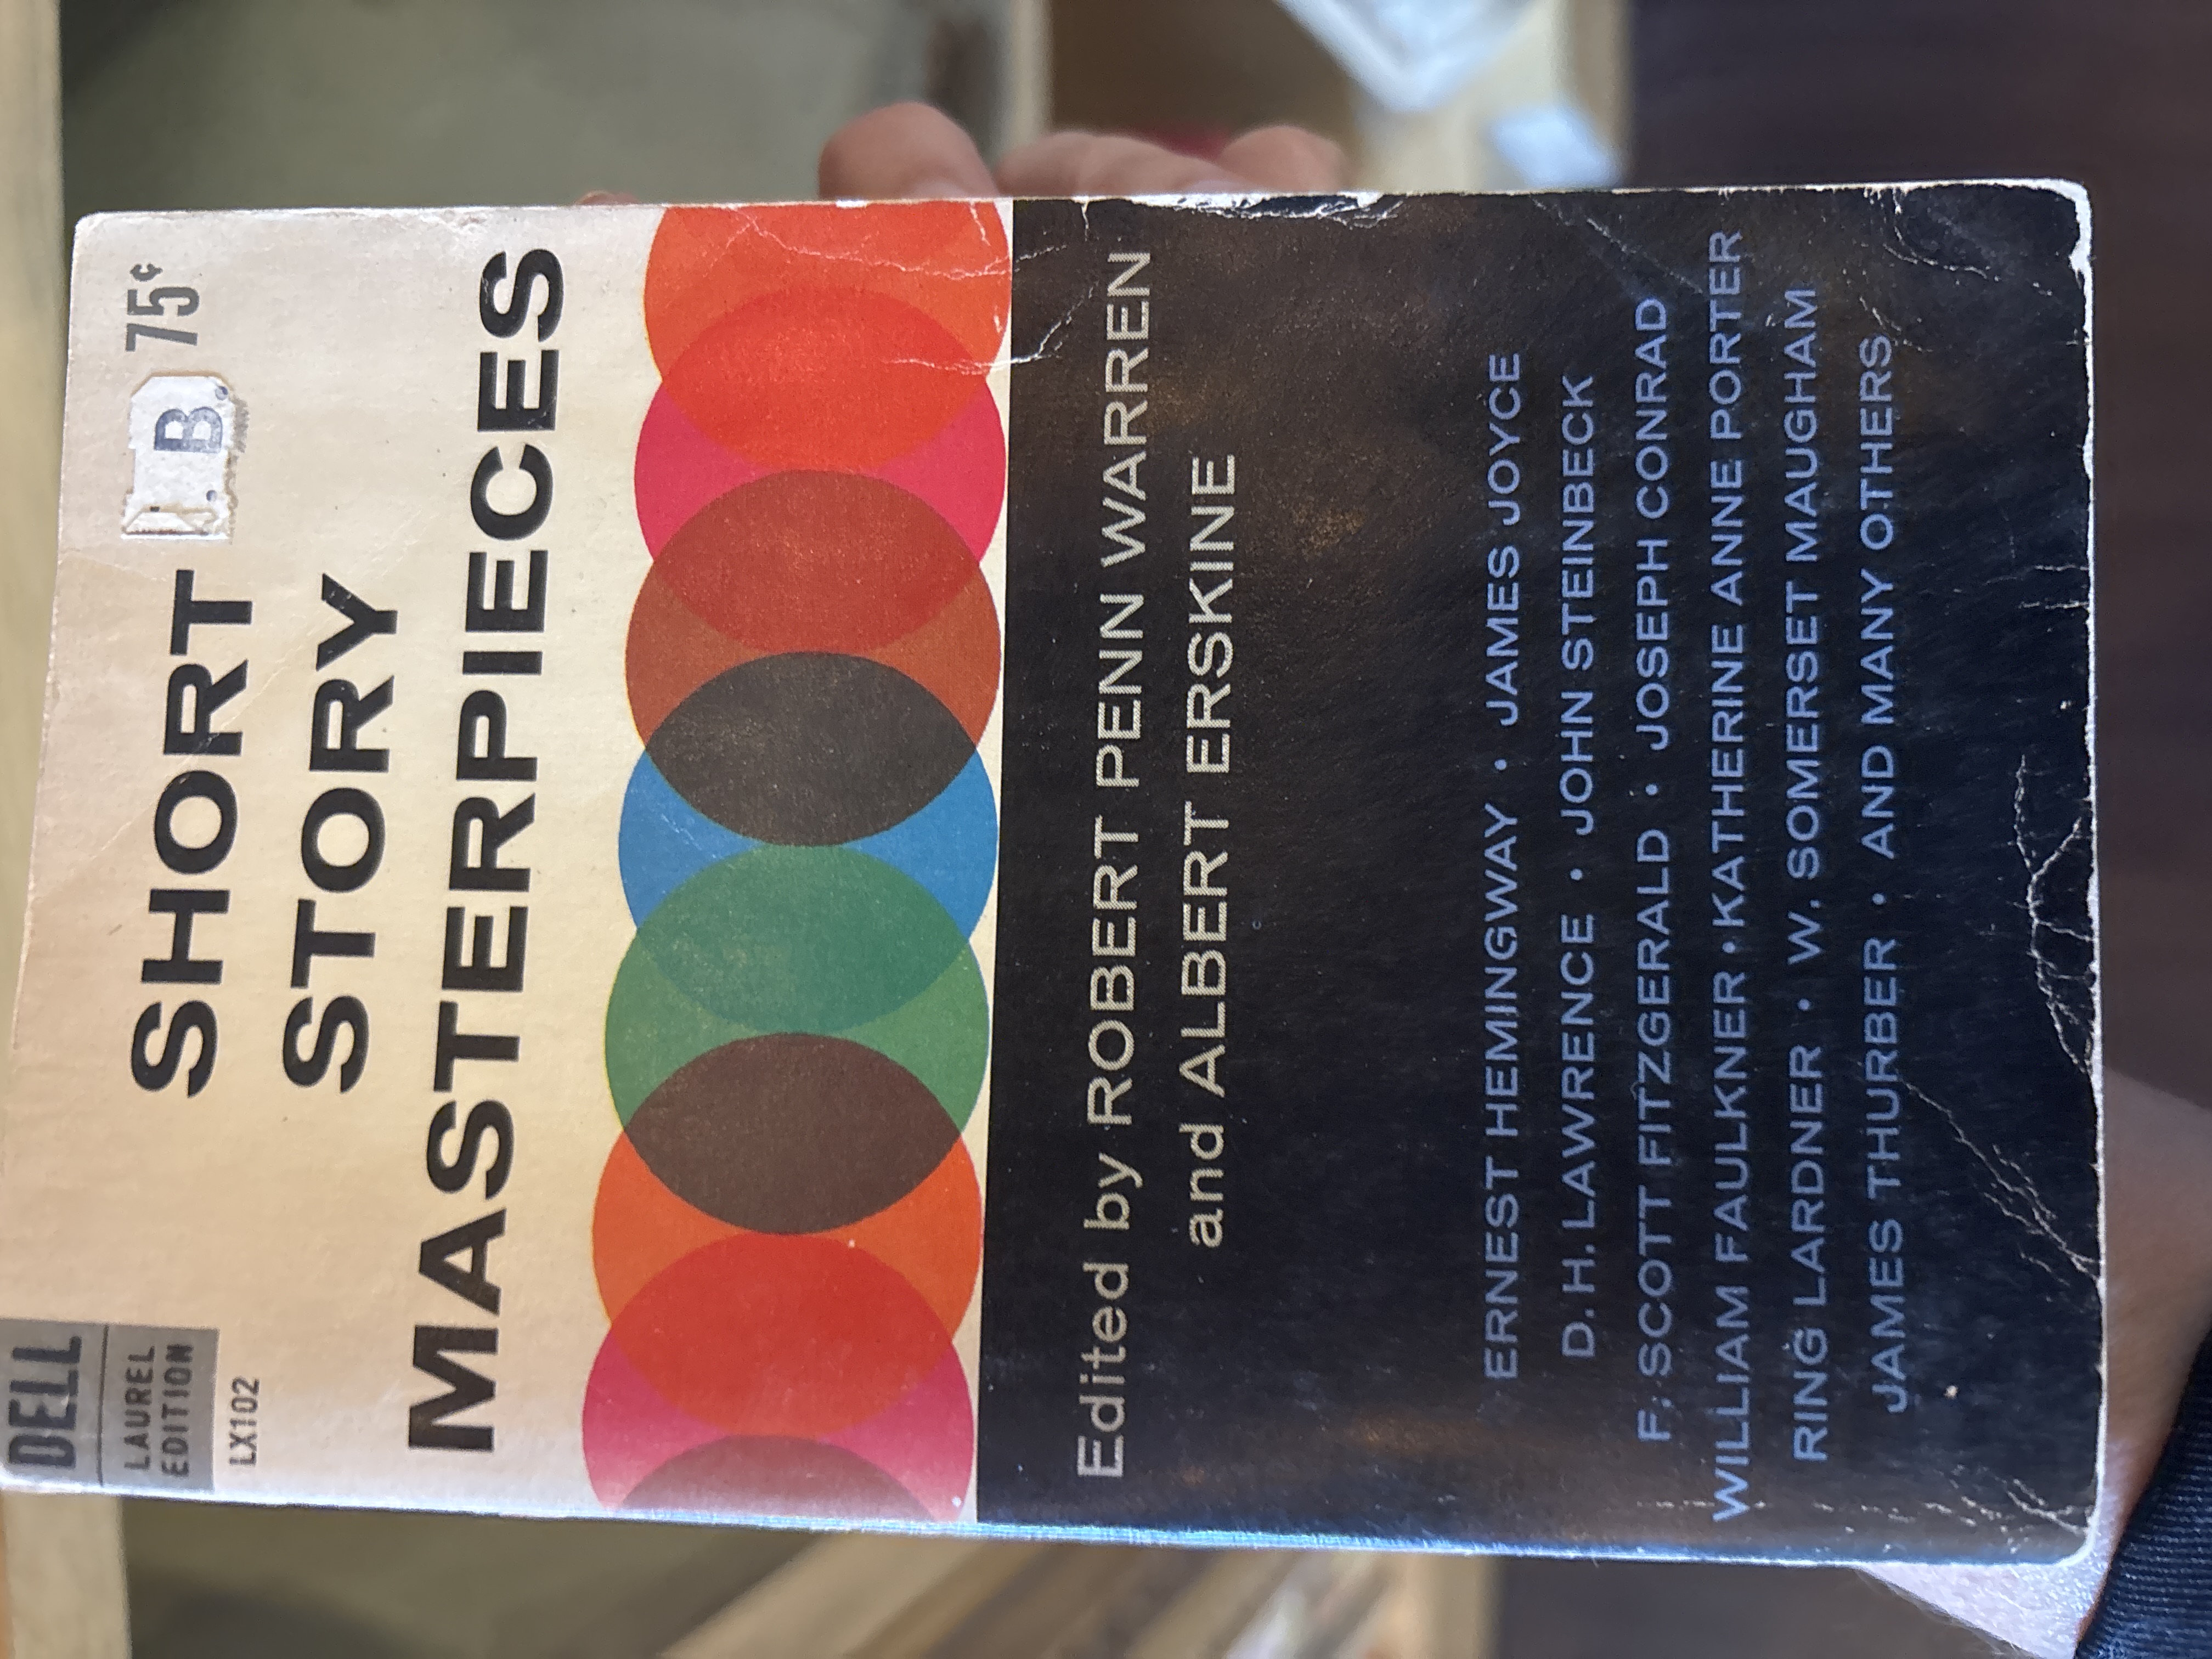 DELL
LAUREL
EDITION
LX102
B. 75¢
SHORT
STORY
MASTERPIECES
Edited by ROBERT PENN WARREN
and ALBERT ERSKINE
ERNEST HEMINGWAY • JAMES JOYCE
D. H. LAWRENCE • JOHN STEINBECK
F. SCOTT FITZGERALD • JOSEPH CONRAD
WILLIAM FAULKNER • KATHERINE ANNE PORTER
RING LARDNER • W. SOMERSET MAUGHAM
JAMES THURBER • AND MANY OTHERS